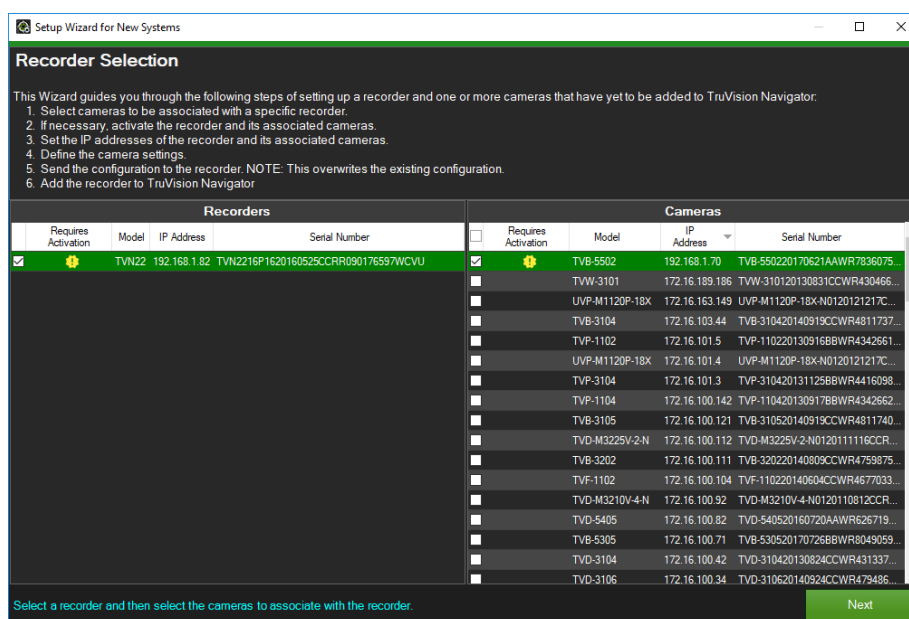 Setup Wizard for New Systems
Recorder Selection
This Wizard guides you through the following steps of setting up a recorder and one or more cameras that have yet to be added to TruVision Navigator:
1. Select cameras to be associated with a specific recorder.
2. If necessary, activate the recorder and its associated cameras.
3. Set the IP addresses of the recorder and its associated cameras.
4. Define the camera settings.
5. Send the configuration to the recorder. NOTE: This overwrites the existing configuration.
6. Add the recorder to TruVision Navigator
Recorders
Requires Activation Model IP Address Serial Number
TVN22 192.168.1.82 TVN2216P1620160525CCRR090176597WCVU
Cameras
Requires Activation Model IP Address Serial Number
TVB-5502 192.168.1.70 TVB-550220170621AAWR7836075...
TVW-3101 172.16.189.186 TVW-310120130831CCWR430466...
UVP-M1120P-18X 172.16.163.149 UVP-M1120P-18X-N0120121217C...
TVB-3104 172.16.103.44 TVB-310420140919CCWR4811737...
TVP-1102 172.16.101.5 TVP-110220130916BBWR4342661...
UVP-M1120P-18X 172.16.101.4 UVP-M1120P-18X-N0120121217C...
TVP-3104 172.16.101.3 TVP-310420131125BBWR4416098...
TVP-1104 172.16.100.142 TVP-110420130917BBWR4342662...
TVB-3105 172.16.100.121 TVB-310520140919CCWR4811740...
TVD-M3225V-2-N 172.16.100.112 TVD-M3225V-2-N0120111116CCR...
TVB-3202 172.16.100.111 TVB-320220140809CCWR4759875...
TVF-1102 172.16.100.104 TVF-110220140604CCWR4677033...
TVD-M3210V-4-N 172.16.100.92 TVD-M3210V-4-N0120110812CCR...
TVD-5405 172.16.100.82 TVD-540520160720AAWR626719...
TVB-5305 172.16.100.71 TVB-530520170726BBWR8049059...
TVD-3104 172.16.100.42 TVD-310420130824CCWR431337...
TVD-3106 172.16.100.34 TVD-310620140924CCWR479486...
Select a recorder and then select the cameras to associate with the recorder.
Next